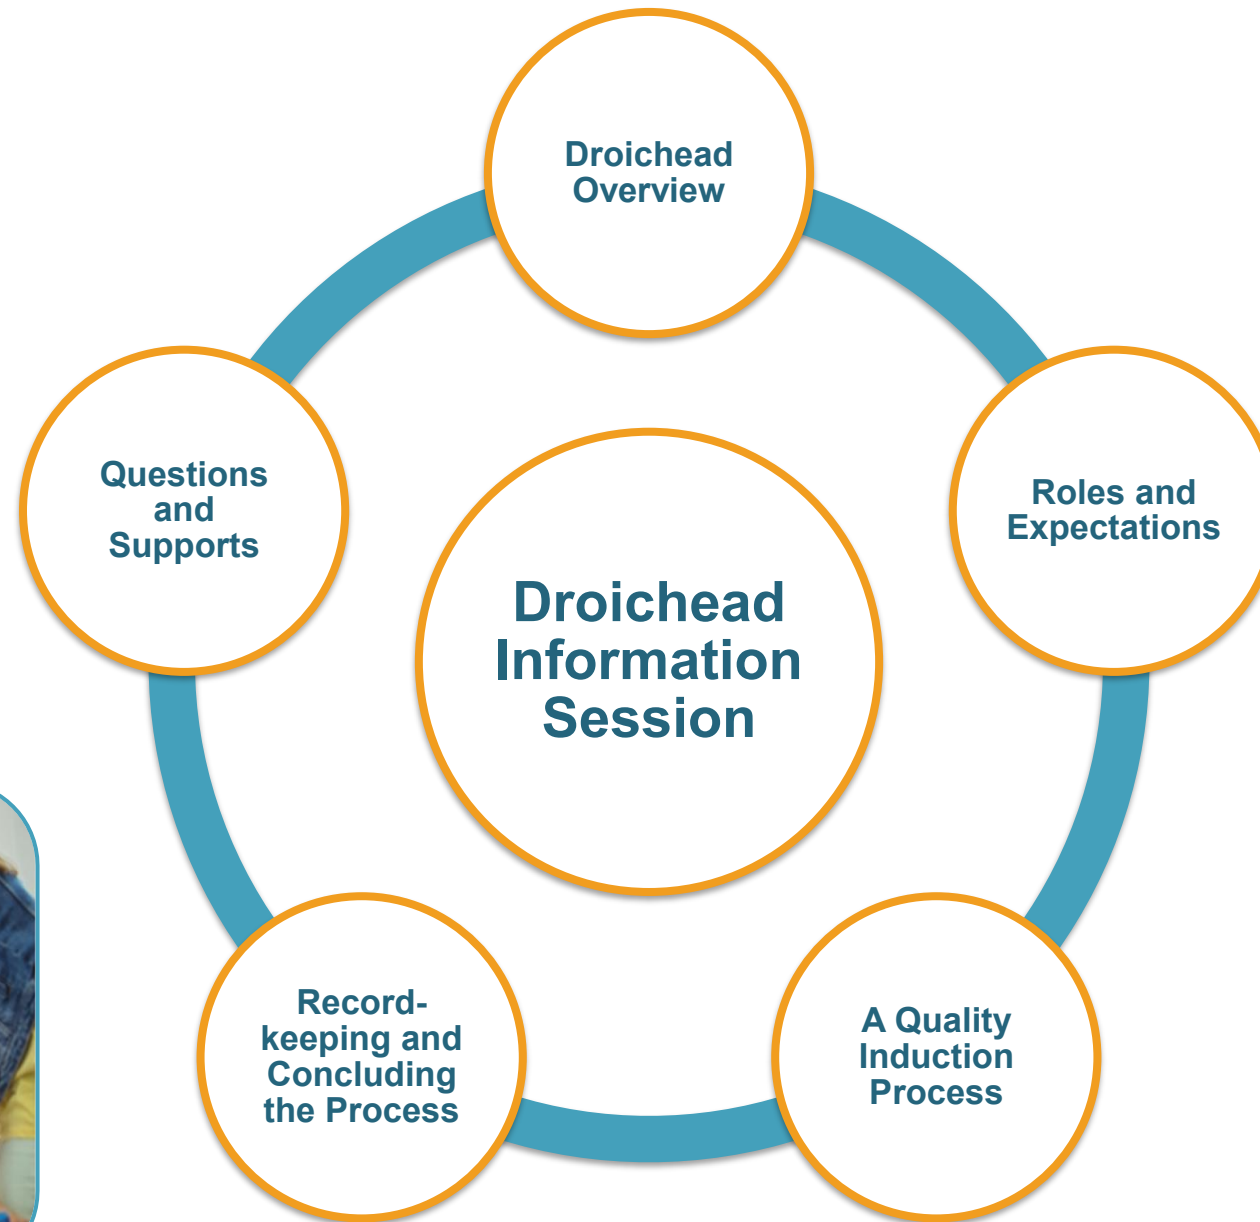 Droichead
Overview
Roles and
Expectations
A Quality
Induction
Process
Record-
keeping and
Concluding
the Process
Questions
and
Supports
Droichead
Information
Session